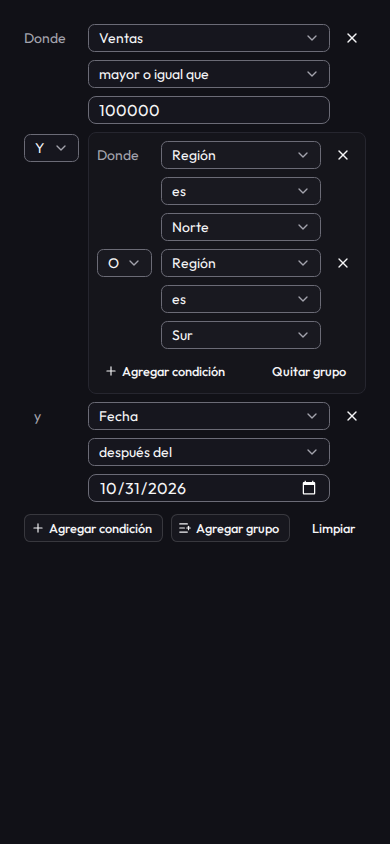 Donde Ventas
mayor o igual que
100000
Y
Donde Región
es
Norte
O Región
es
Sur
Agregar condición Quitar grupo
y Fecha
después del
10/31/2026
Agregar condición Agregar grupo Limpiar